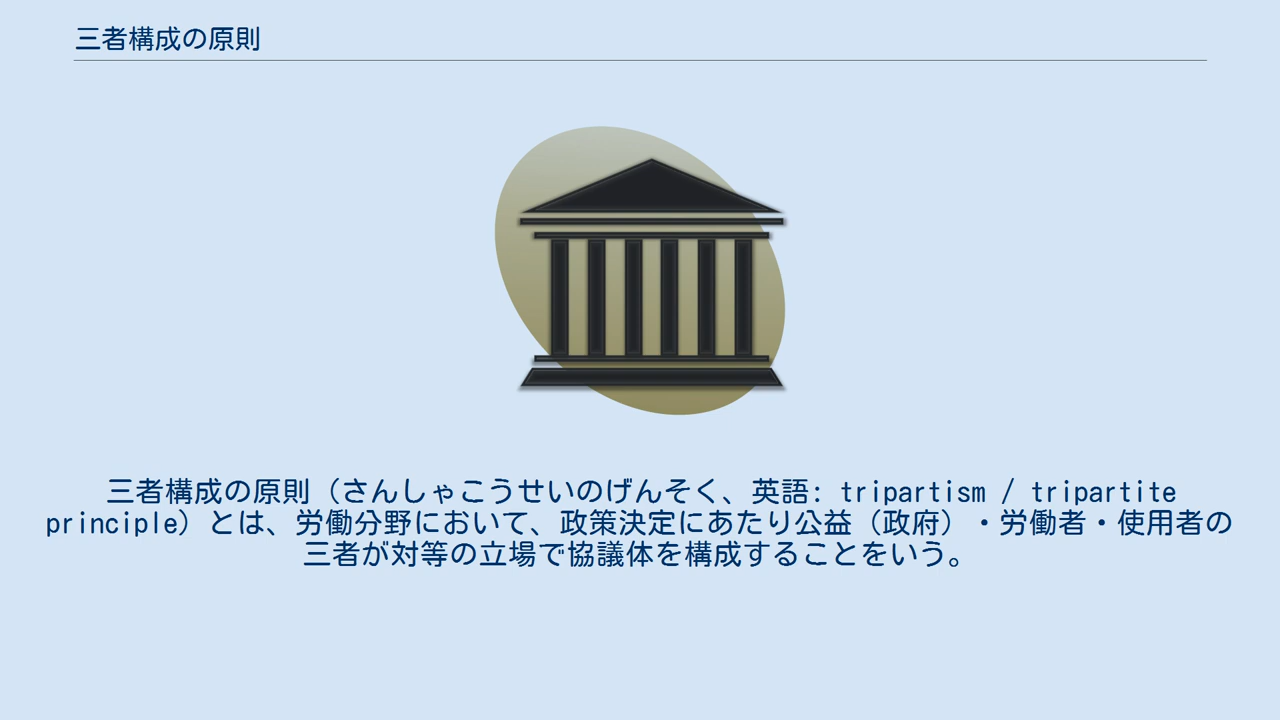 三者構成の原則
三者構成の原則（さんしゃこうせいのげんそく、英語: tripartism / tripartite
principle）とは、労働分野において、政策決定にあたり公益（政府）・労働者・使用者の
三者が対等の立場で協議体を構成することをいう。